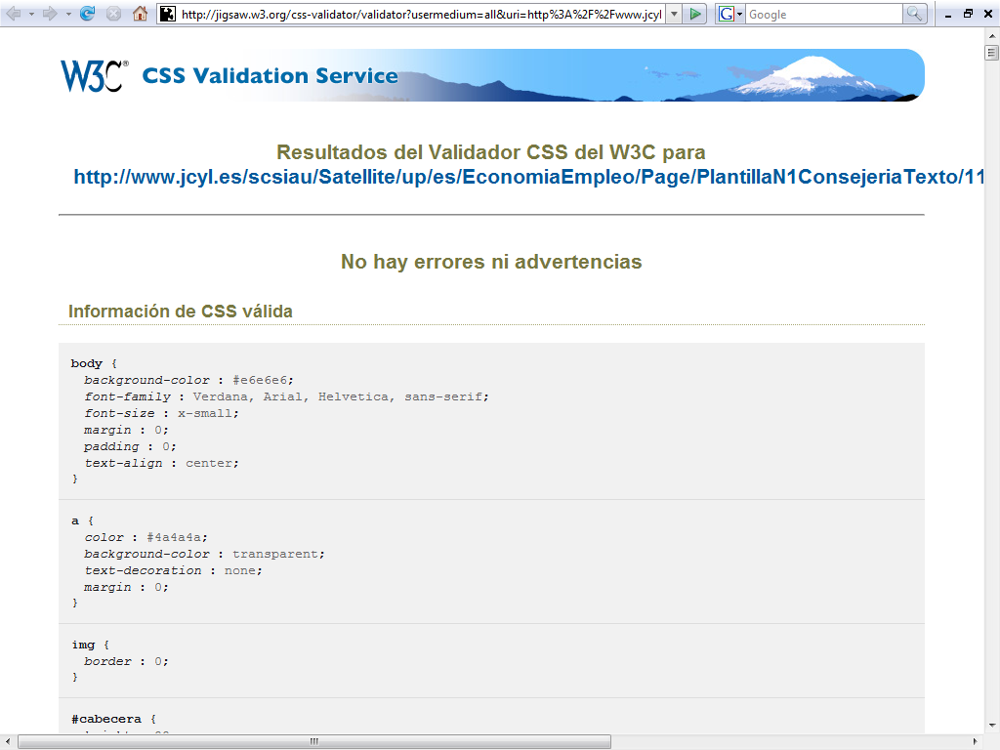 http://jigsaw.w3.org/css-validator/validator?usermedium=all&uri=http%3A%2F%2Fwww.jcyl
G
Google
W3C® CSS Validation Service
Resultados del Validador CSS del W3C para
http://www.jcyl.es/scsiau/Satellite/up/es/EconomiaEmpleo/Page/PlantillaN1ConsejeriaTexto/11
No hay errores ni advertencias
Información de CSS válida
body {
background-color : #e6e6e6;
font-family : Verdana, Arial, Helvetica, sans-serif;
font-size : x-small;
margin : 0;
padding : 0;
text-align : center;
}
a {
color : #4a4a4a;
background-color : transparent;
text-decoration : none;
margin : 0;
}
img {
border : 0;
}
#cabecera {